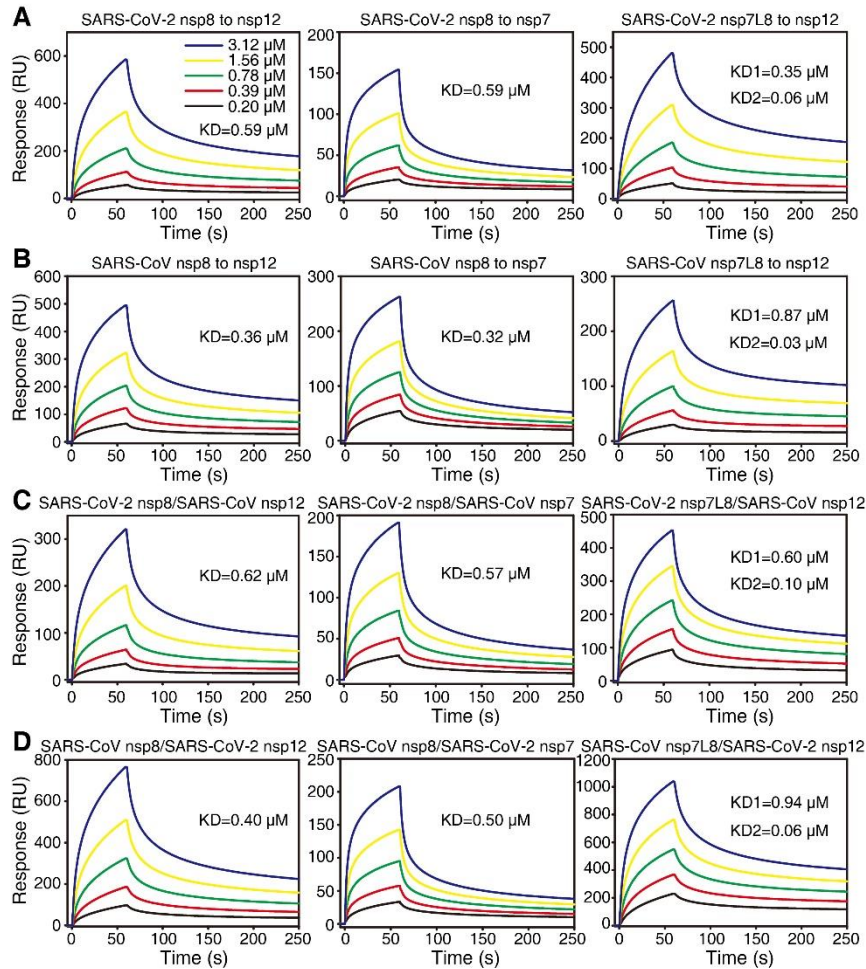 A
SARS-CoV-2 nsp8 to nsp12
SARS-CoV-2 nsp8 to nsp7
SARS-CoV-2 nsp7L8 to nsp12
Response (RU)
600
400
200
0
3.12 µM
1.56 µM
0.78 µM
0.39 µM
0.20 µM
KD=0.59 µM
0 50 100 150 200 250
Time (s)
200
150
100
50
0
KD=0.59 µM
0 50 100 150 200 250
Time (s)
500
400
300
200
100
0
KD1=0.35 µM
KD2=0.06 µM
0 50 100 150 200 250
Time (s)
B
SARS-CoV nsp8 to nsp12
SARS-CoV nsp8 to nsp7
SARS-CoV nsp7L8 to nsp12
Response (RU)
600
500
400
300
200
100
0
KD=0.36 µM
0 50 100 150 200 250
Time (s)
300
200
100
0
KD=0.32 µM
0 50 100 150 200 250
Time (s)
300
200
100
0
KD1=0.87 µM
KD2=0.03 µM
0 50 100 150 200 250
Time (s)
C
SARS-CoV-2 nsp8/SARS-CoV nsp12
SARS-CoV-2 nsp8/SARS-CoV nsp7
SARS-CoV-2 nsp7L8/SARS-CoV nsp12
Response (RU)
300
200
100
0
KD=0.62 µM
0 50 100 150 200 250
Time (s)
200
150
100
50
0
KD=0.57 µM
0 50 100 150 200 250
Time (s)
500
400
300
200
100
0
KD1=0.60 µM
KD2=0.10 µM
0 50 100 150 200 250
Time (s)
D
SARS-CoV nsp8/SARS-CoV-2 nsp12
SARS-CoV nsp8/SARS-CoV-2 nsp7
SARS-CoV nsp7L8/SARS-CoV-2 nsp12
Response (RU)
800
600
400
200
0
KD=0.40 µM
0 50 100 150 200 250
Time (s)
250
200
150
100
50
0
KD=0.50 µM
0 50 100 150 200 250
Time (s)
1200
1000
800
600
400
200
0
KD1=0.94 µM
KD2=0.06 µM
0 50 100 150 200 250
Time (s)